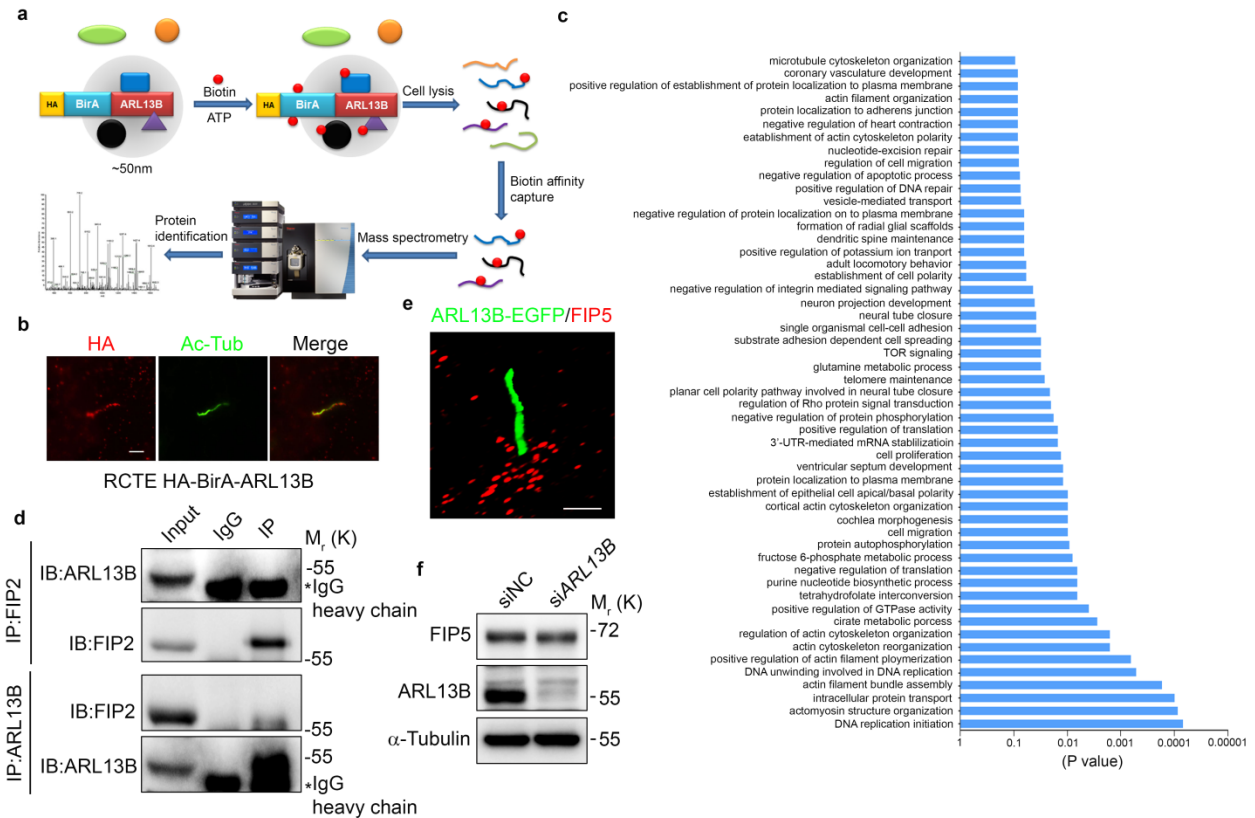 a
HA
BirA
ARL13B
~50nm
Biotin
ATP
HA
BirA
ARL13B
Cell lysis
Biotin affinity
capture
Mass spectrometry
Protein
identification
b
HA
Ac-Tub
Merge
RCTE HA-BirA-ARL13B
c
microtubule cytoskeleton organization
coronary vasculature development
positive regulation of establishment of protein localization to plasma membrane
actin filament organization
protein localization to adherens junction
negative regulation of heart contraction
eatablishment of actin cytoskeleton polarity
nucleotide-excision repair
regulation of cell migration
negative regulation of apoptotic process
positive regulation of DNA repair
vesicle-mediated transport
negative regulation of protein localization on to plasma membrane
formation of radial glial scaffolds
dendritic spine maintenance
positive regulation of potassium ion tranport
adult locomotory behavior
establishment of cell polarity
negative regulation of integrin mediated signaling pathway
neuron projection development
neural tube closure
single organismal cell-cell adhesion
substrate adhesion dependent cell spreading
TOR signaling
glutamine metabolic process
telomere maintenance
planar cell polarity pathway involved in neural tube closure
regulation of Rho protein signal transduction
negative regulation of protein phosphorylation
positive regulation of translation
3′-UTR-mediated mRNA stablilizatioin
cell proliferation
ventricular septum development
protein localization to plasma membrane
establishment of epithelial cell apical/basal polarity
cortical actin cytoskeleton organization
cochlea morphogenesis
cell migration
protein autophosphorylation
fructose 6-phosphate metabolic process
negative regulation of translation
purine nucleotide biosynthetic process
tetrahydrofolate interconversion
positive regulation of GTPase activity
cirate metabolic porcess
regulation of actin cytoskeleton organization
actin cytoskeleton reorganization
positive regulation of actin filament ploymerization
DNA unwinding involved in DNA replication
actin filament bundle assembly
intracellular protein transport
actomyosin structure organization
DNA replication initiation
1 0.1 0.01 0.001 0.0001 0.00001
(P value)
d
Input IgG IP
Mr (K)
IP:FIP2
IB:ARL13B
-55
*IgG
heavy chain
IB:FIP2
-55
IP:ARL13B
IB:FIP2
-55
IB:ARL13B
-55
*IgG
heavy chain
e
ARL13B-EGFP/FIP5
f
siNC siARL13B
Mr (K)
FIP5
-72
ARL13B
- 55
α-Tubulin
- 55